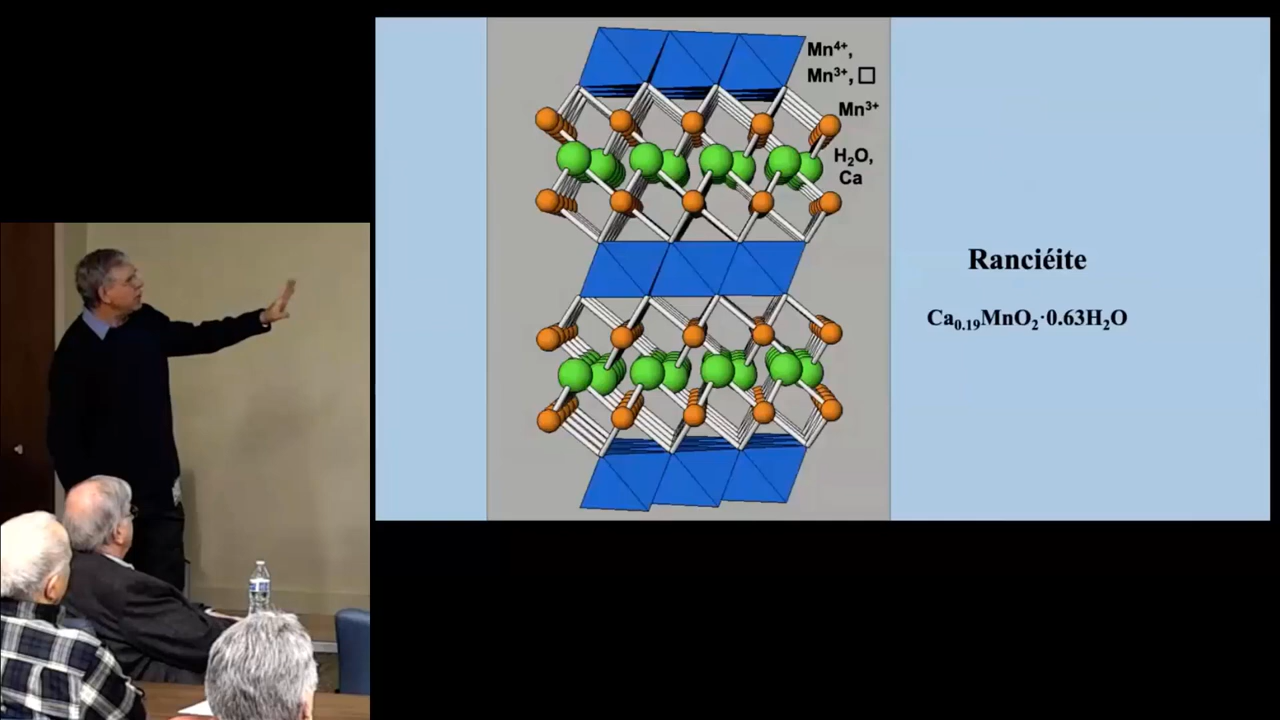 Mn⁴⁺,
Mn³⁺, □
Mn³⁺
H₂O,
Ca
Ranciéite
Ca₀.₁₉MnO₂·0.63H₂O